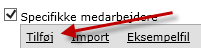 Specifikke medarbejdere
Tilføj Import Eksempelfil